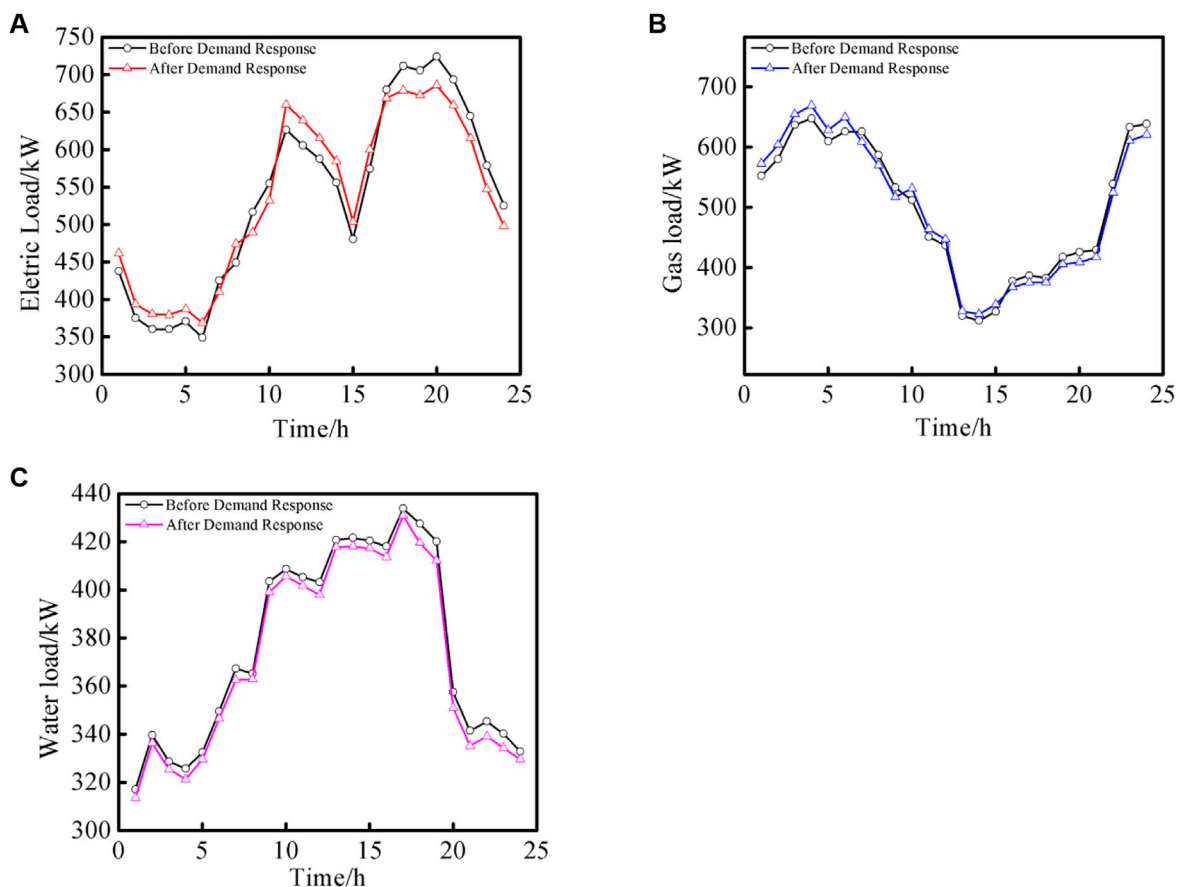 A
750
700
650
600
550
500
450
400
350
300
Before Demand Response
After Demand Response
Eletric Load/kW
0 5 10 15 20 25
Time/h
B
700
600
500
400
300
Before Demand Response
After Demand Response
Gas load/kW
0 5 10 15 20 25
Time/h
C
440
420
400
380
360
340
320
300
Before Demand Response
After Demand Response
Water load/kW
0 5 10 15 20 25
Time/h